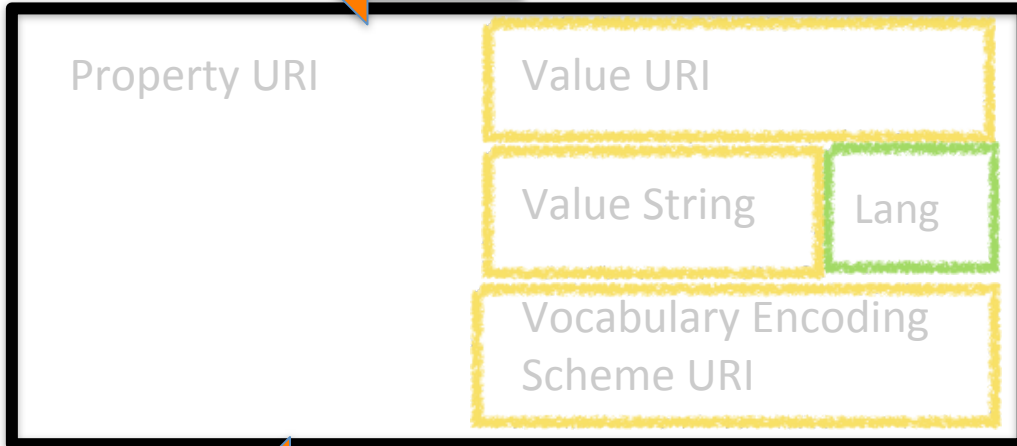 Property URI
Value URI
Value String
Lang
Vocabulary Encoding
Scheme URI